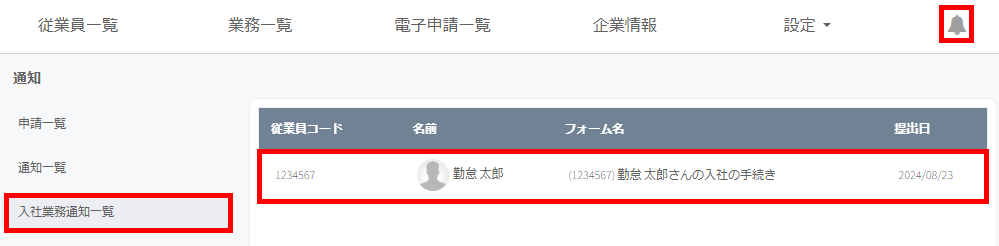 従業員一覧 業務一覧 電子申請一覧 企業情報 設定
通知
申請一覧
通知一覧
入社業務通知一覧
従業員コード 名前 フォーム名 提出日
1234567 勤怠 太郎 (1234567) 勤怠 太郎さんの入社の手続き 2024/08/23